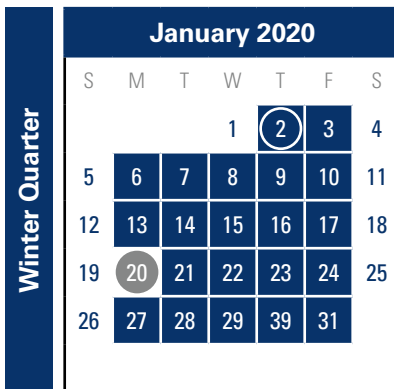 Winter Quarter
January 2020
S M T W T F S
1 2 3 4
5 6 7 8 9 10 11
12 13 14 15 16 17 18
19 20 21 22 23 24 25
26 27 28 29 39 31